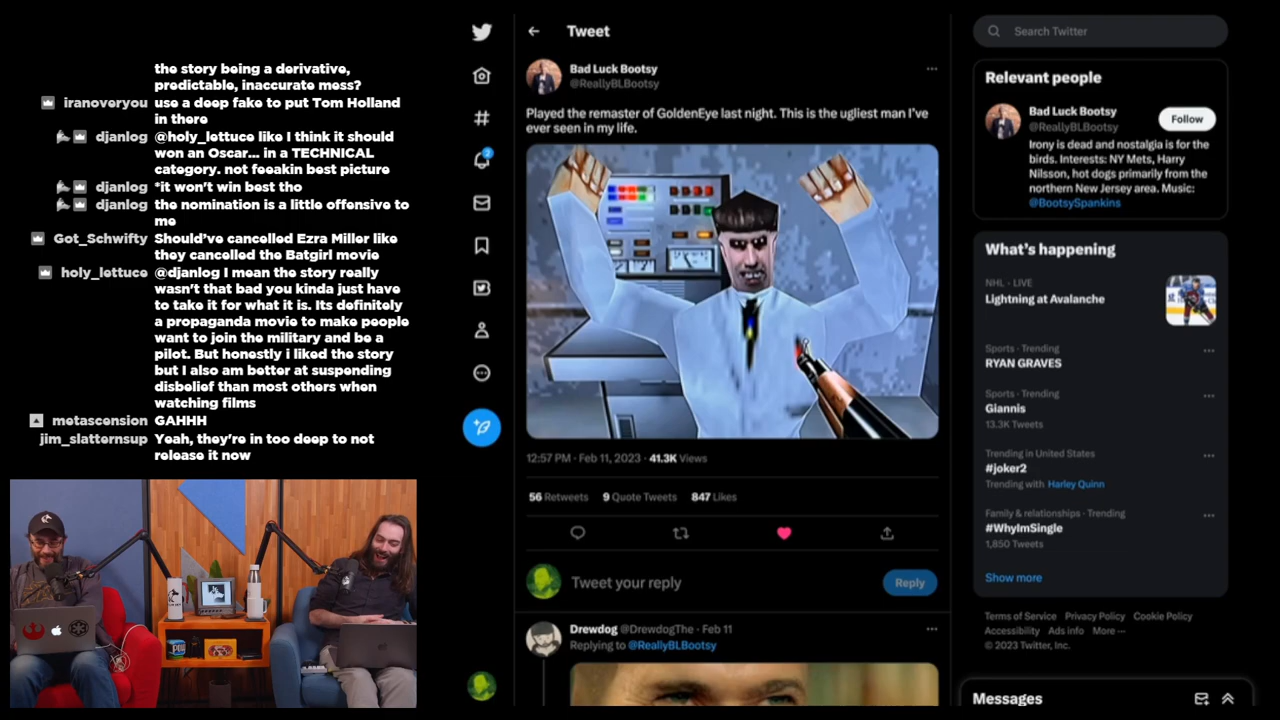 the story being a derivative,
predictable, inaccurate mess?
iranoveryou use a deep fake to put Tom Holland
in there
djanlog @holy_lettuce like I think it should
won an Oscar... in a TECHNICAL
category. not feeakin best picture
djanlog *it won't win best tho
djanlog the nomination is a little offensive to
me
Got_Schwifty Should've cancelled Ezra Miller like
they cancelled the Batgirl movie
holy_lettuce @djanlog I mean the story really
wasn't that bad you kinda just have
to take it for what it is. Its definitely
a propaganda movie to make people
want to join the military and be a
pilot. But honestly i liked the story
but I also am better at suspending
disbelief than most others when
watching films
metascension GAHHH
jim_slatternsup Yeah, they're in too deep to not
release it now
2
Tweet
Bad Luck Bootsy
@ReallyBLBootsy
Played the remaster of GoldenEye last night. This is the ugliest man I've
ever seen in my life.
12:57 PM · Feb 11, 2023 · 41.3K Views
56 Retweets 9 Quote Tweets 847 Likes
Tweet your reply
Reply
Drewdog @DrewdogThe · Feb 11
Replying to @ReallyBLBootsy
Search Twitter
Relevant people
Bad Luck Bootsy
@ReallyBLBootsy
Follow
Irony is dead and nostalgia is for the
birds. Interests: NY Mets, Harry
Nilsson, hot dogs primarily from the
northern New Jersey area. Music:
@BootsySpankins
What's happening
NHL · LIVE
Lightning at Avalanche
Sports · Trending
RYAN GRAVES
Sports · Trending
Giannis
13.3K Tweets
Trending in United States
#joker2
Trending with Harley Quinn
Family & relationships · Trending
#WhyImSingle
1,850 Tweets
Show more
Terms of Service Privacy Policy Cookie Policy
Accessibility Ads info More ···
© 2023 Twitter, Inc.
Messages